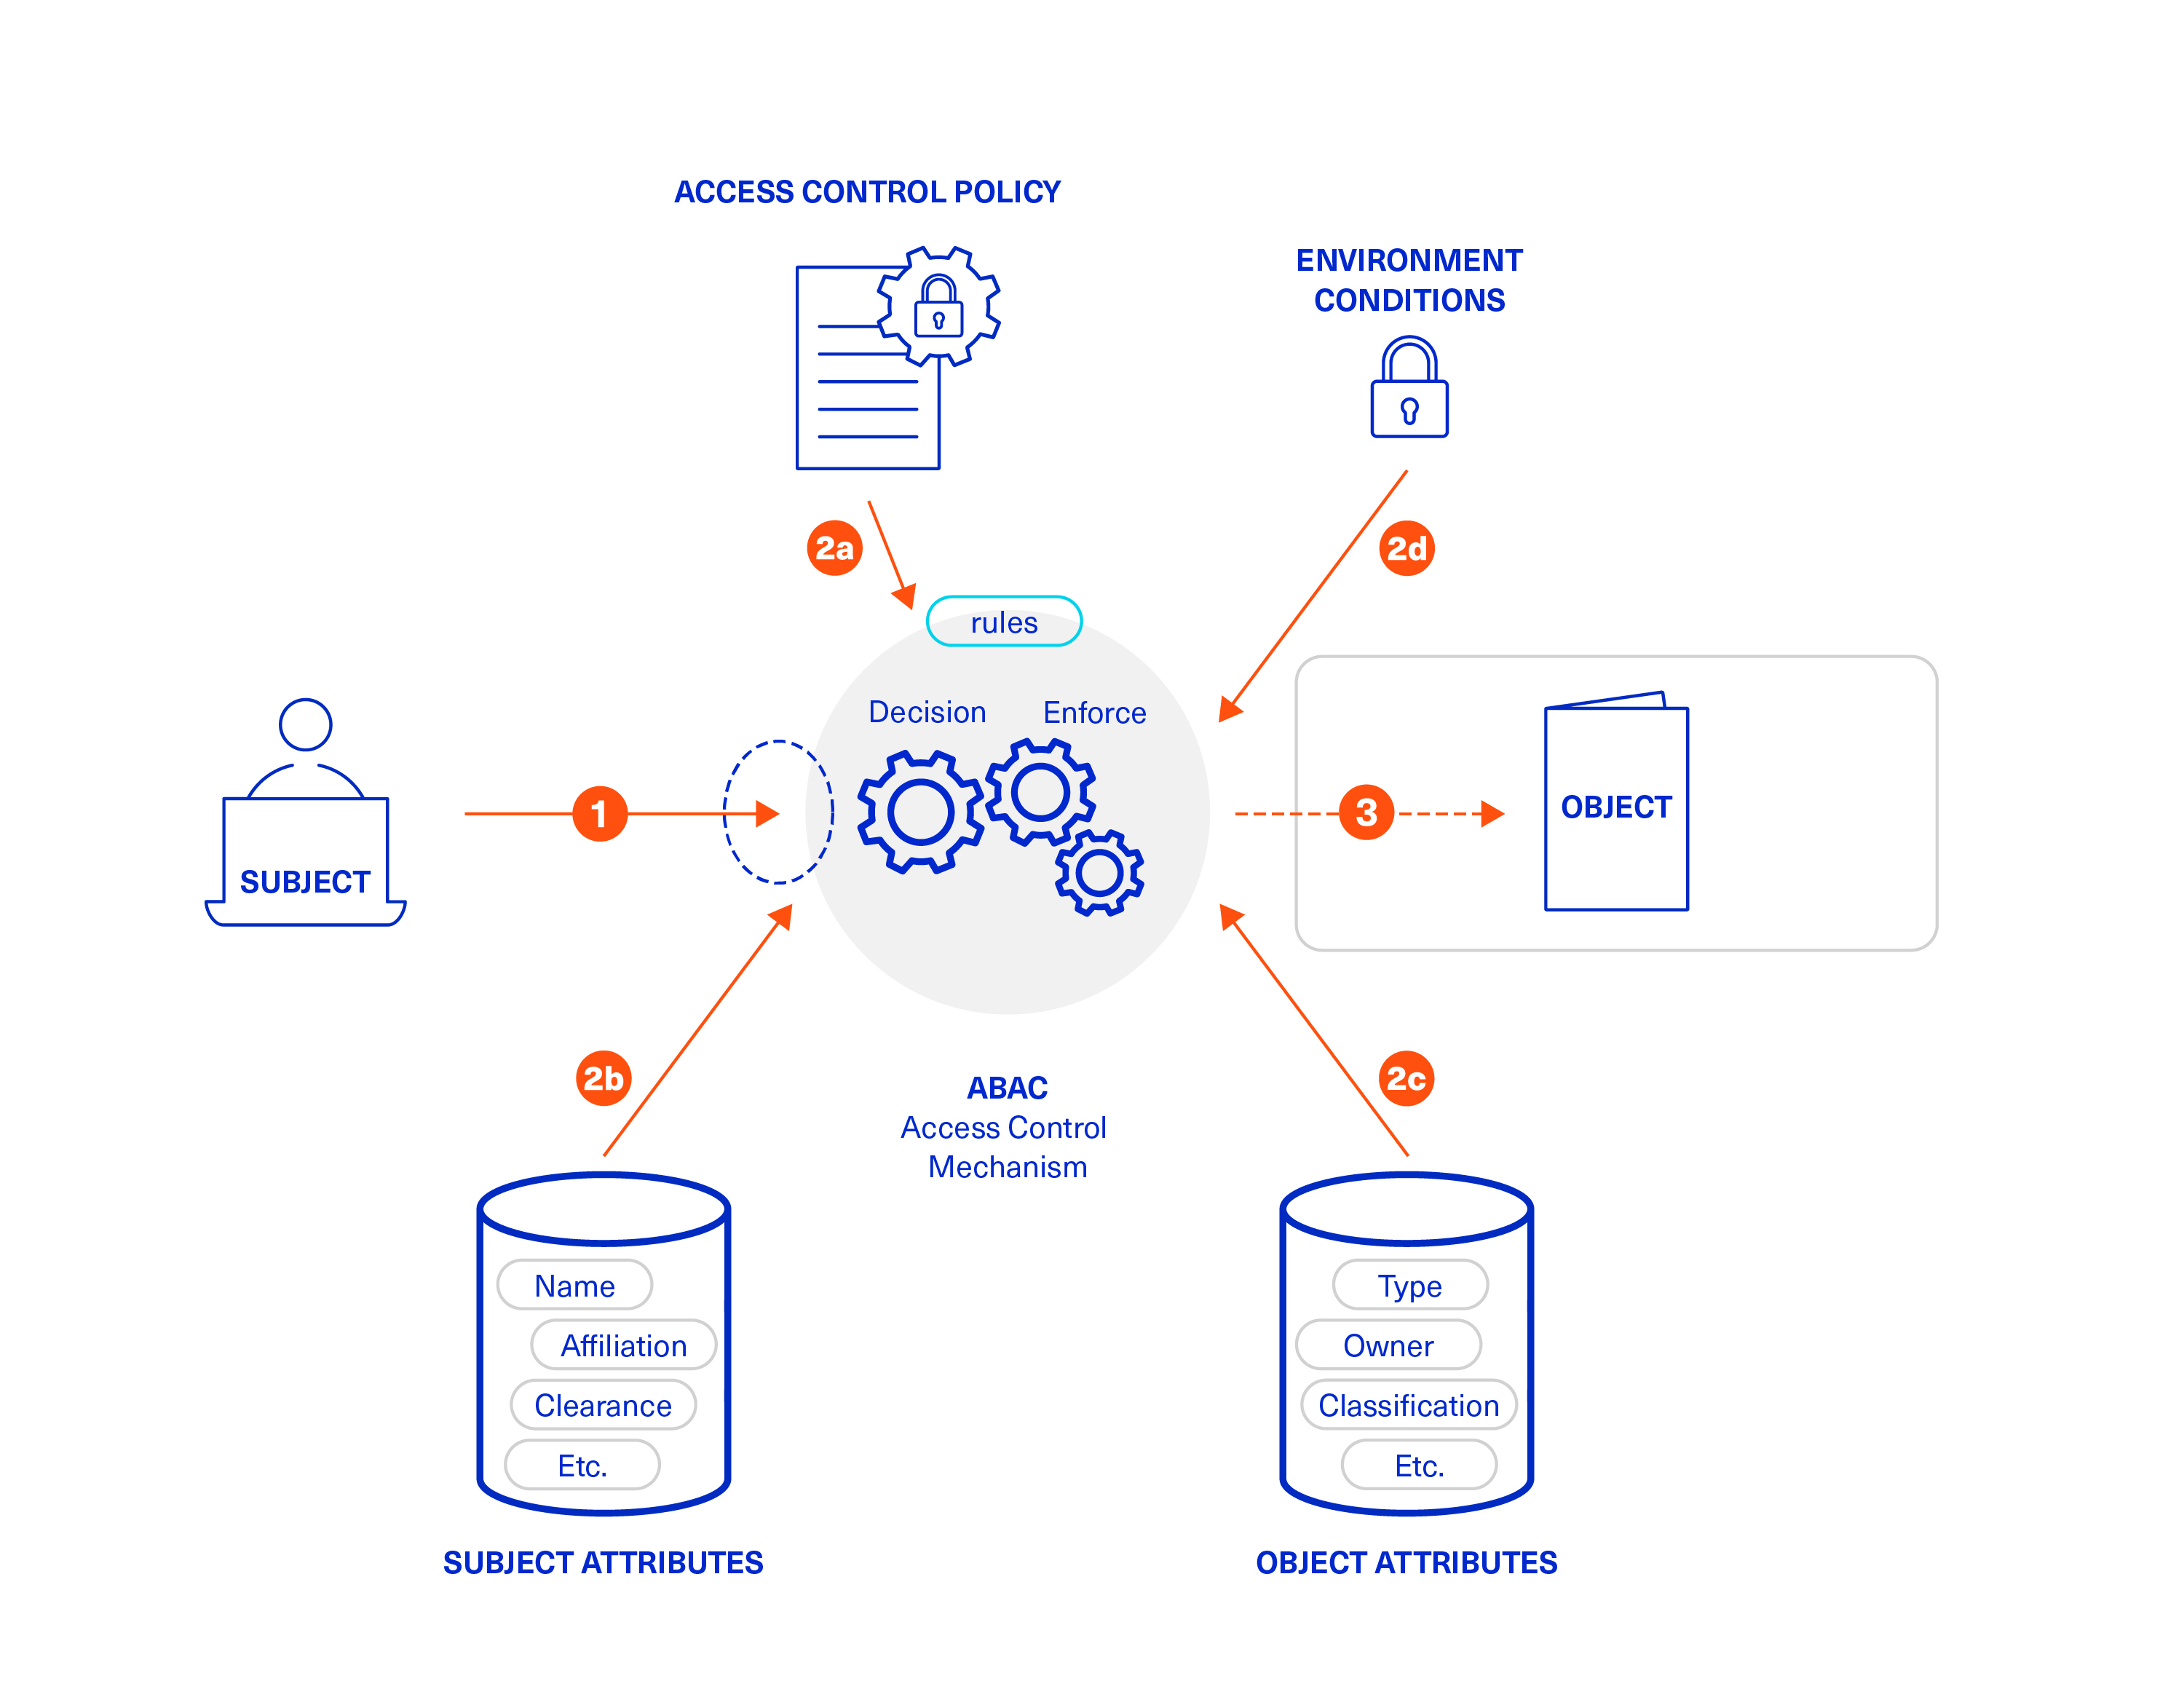 ACCESS CONTROL POLICY
ENVIRONMENT
CONDITIONS
2a
2d
rules
Decision
Enforce
SUBJECT
1
3
OBJECT
2b
2c
ABAC
Access Control
Mechanism
Name
Affiliation
Clearance
Etc.
SUBJECT ATTRIBUTES
Type
Owner
Classification
Etc.
OBJECT ATTRIBUTES